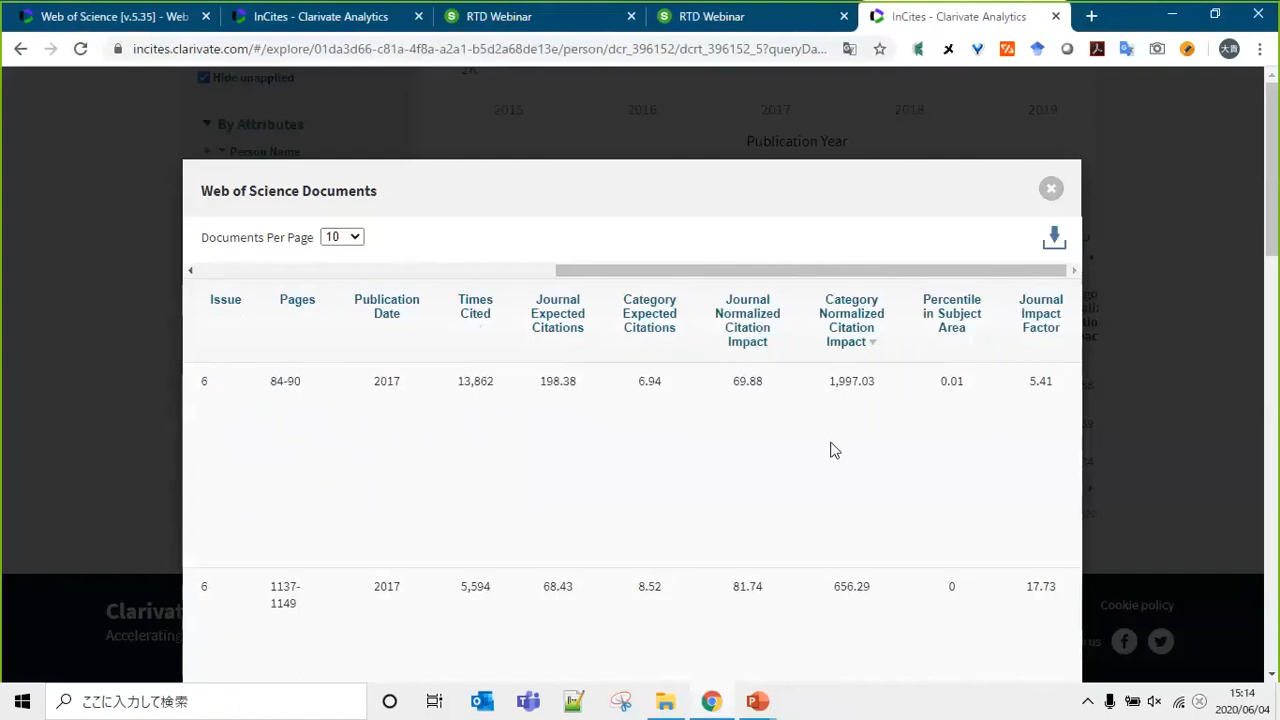 Web of Science [v.5.35] - Web
InCites - Clarivate Analytics
RTD Webinar
RTD Webinar
InCites - Clarivate Analytics
incites.clarivate.com/#/explore/01da3d66-c81a-4f8a-a2a1-b5d2a68de13e/person/dcr_396152/dcrt_396152_5?queryDa...
Hide unapplied
2K
2015 2016 2017 2018 2019
By Attributes
Publication Year
Person Name
Web of Science Documents
Documents Per Page 10
Issue Pages Publication Date Times Cited Journal Expected Citations Category Expected Citations Journal Normalized Citation Impact Category Normalized Citation Impact Percentile in Subject Area Journal Impact Factor
6 84-90 2017 13,862 198.38 6.94 69.88 1,997.03 0.01 5.41
6 1137-1149 2017 5,594 68.43 8.52 81.74 656.29 0 17.73
Clarivat
Accelerating
Cookie policy
us
ここに入力して検索
15:14
2020/06/04